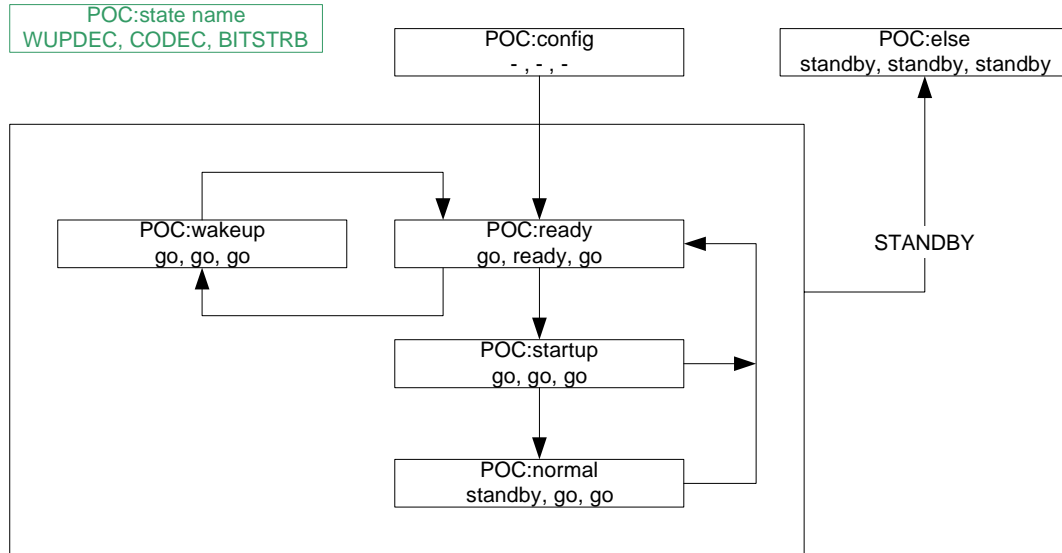 POC:state name
WUPDEC, CODEC, BITSTRB
POC:config
- , - , -
POC:else
standby, standby, standby
POC:wakeup
go, go, go
POC:ready
go, ready, go
STANDBY
POC:startup
go, go, go
POC:normal
standby, go, go